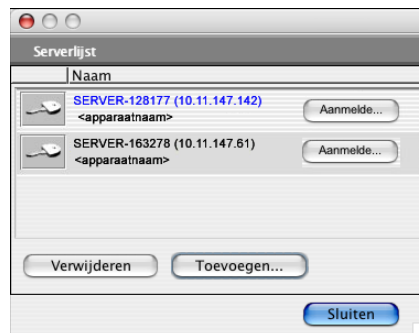 Serverlijst
Naam
SERVER-128177 (10.11.147.142)
<apparaatnaam>
Aanmelde...
SERVER-163278 (10.11.147.61)
<apparaatnaam>
Aanmelde...
Verwijderen
Toevoegen...
Sluiten